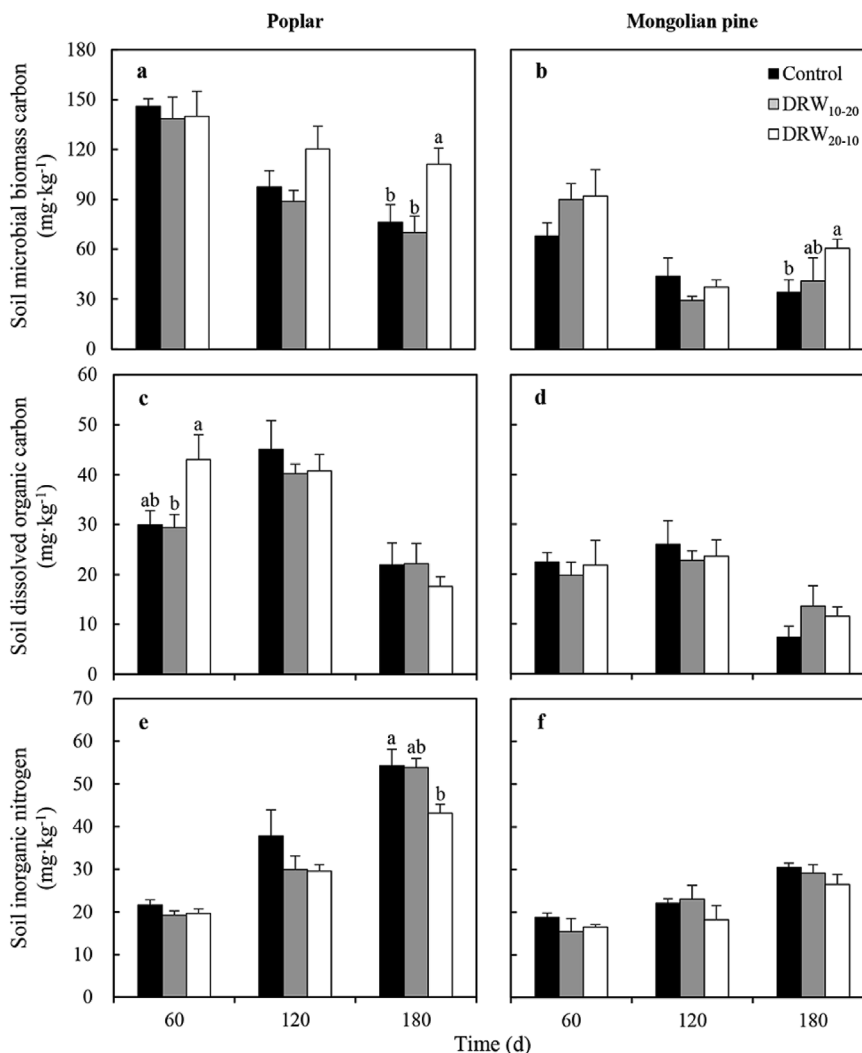 Poplar
Mongolian pine
Soil microbial biomass carbon
(mg·kg-1)
180
150
120
90
60
30
0
a
b
b
a
b
Control
DRW10-20
DRW20-10
b
ab
a
Soil dissolved organic carbon
(mg·kg-1)
60
50
40
30
20
10
0
c
ab
b
a
d
Soil inorganic nitrogen
(mg·kg-1)
70
60
50
40
30
20
10
0
e
a
ab
b
f
60
120
180
60
120
180
Time (d)